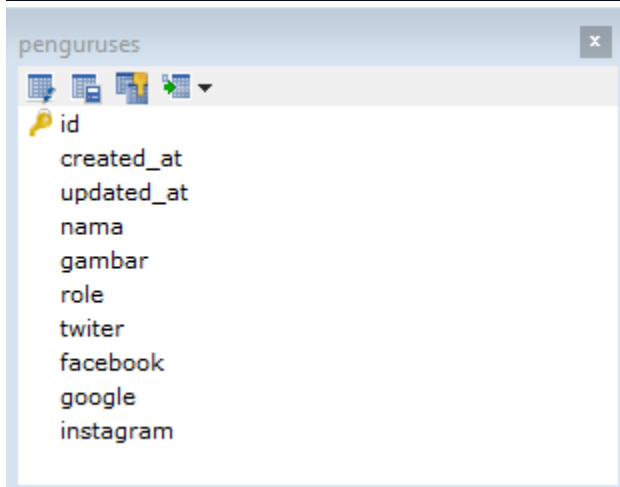 penguruses
id
created_at
updated_at
nama
gambar
role
twiter
facebook
google
instagram